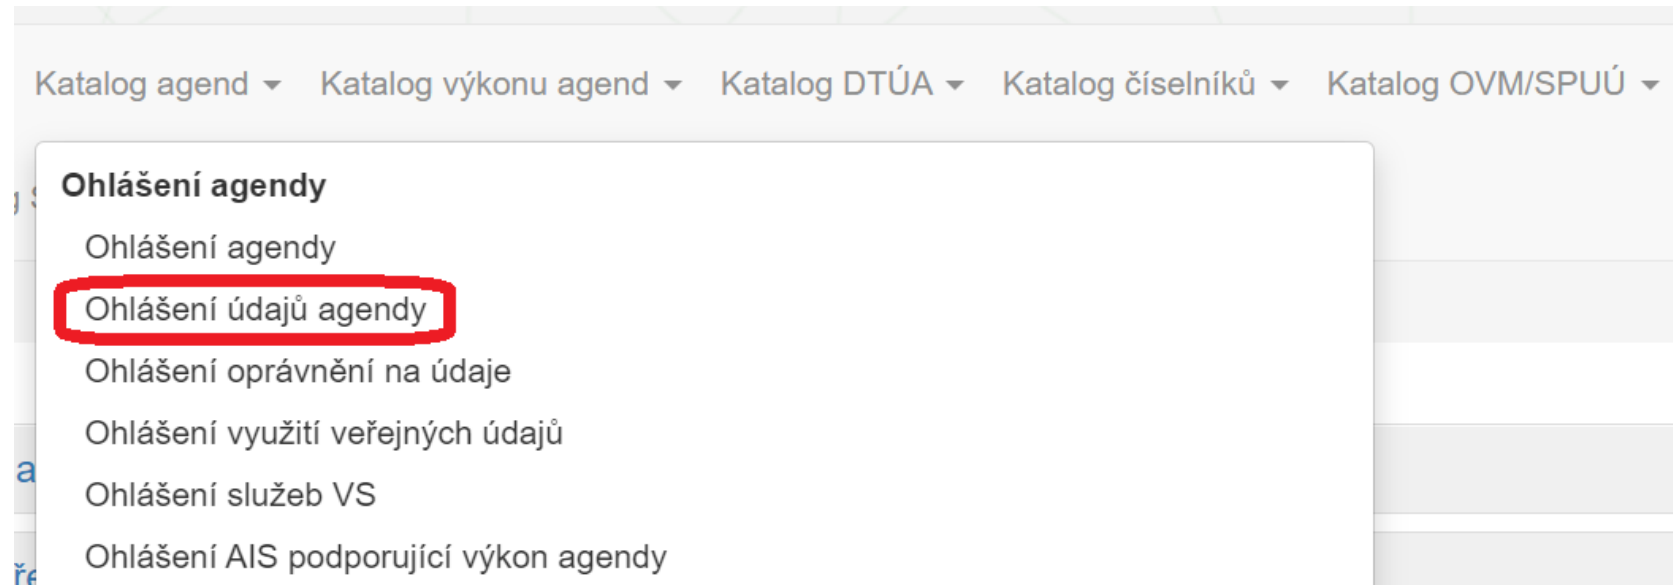 Katalog agend Katalog výkonu agend Katalog DTÚA Katalog číselníků Katalog OVM/SPUÚ
Ohlášení agendy
Ohlášení agendy
Ohlášení údajů agendy
Ohlášení oprávnění na údaje
Ohlášení využití veřejných údajů
Ohlášení služeb VS
Ohlášení AIS podporující výkon agendy